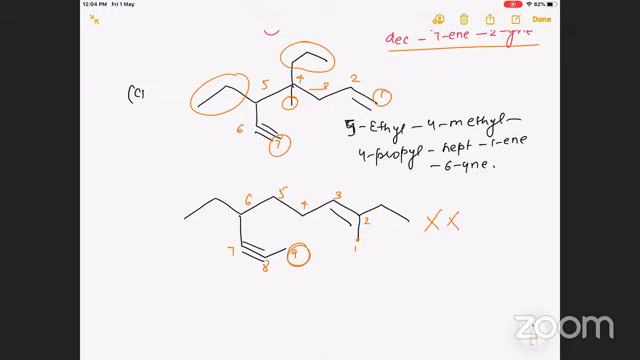 12:04 PM Fri 1 May
62%
Done
dec - 7-ene - 2-yne
(C)
5
4
3
2
1
6
7
5-Ethyl - 4-methyl -
4-propyl - hept - 1-ene
- 6-yne.
6
5
4
3
2
1
7
8
9
XX
zoom